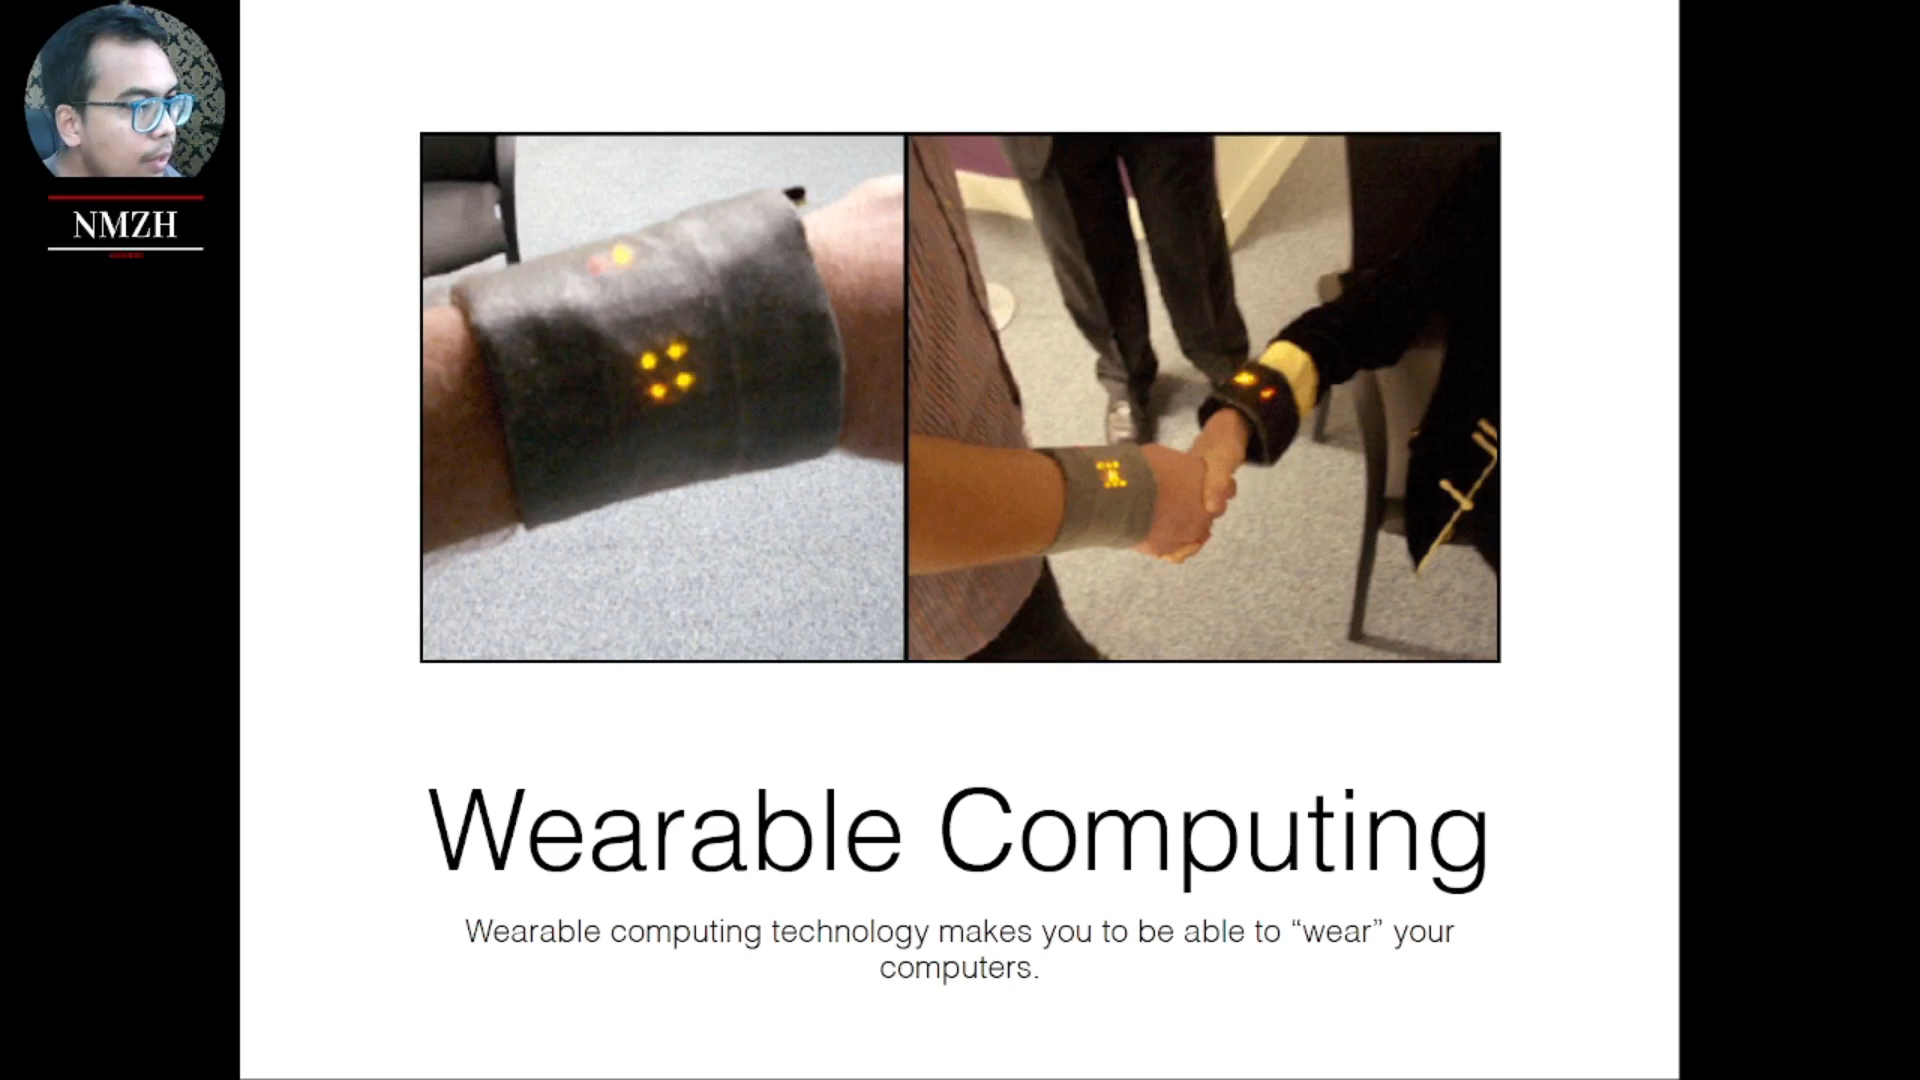 NMZH
Wearable Computing
Wearable computing technology makes you to be able to “wear” your
computers.